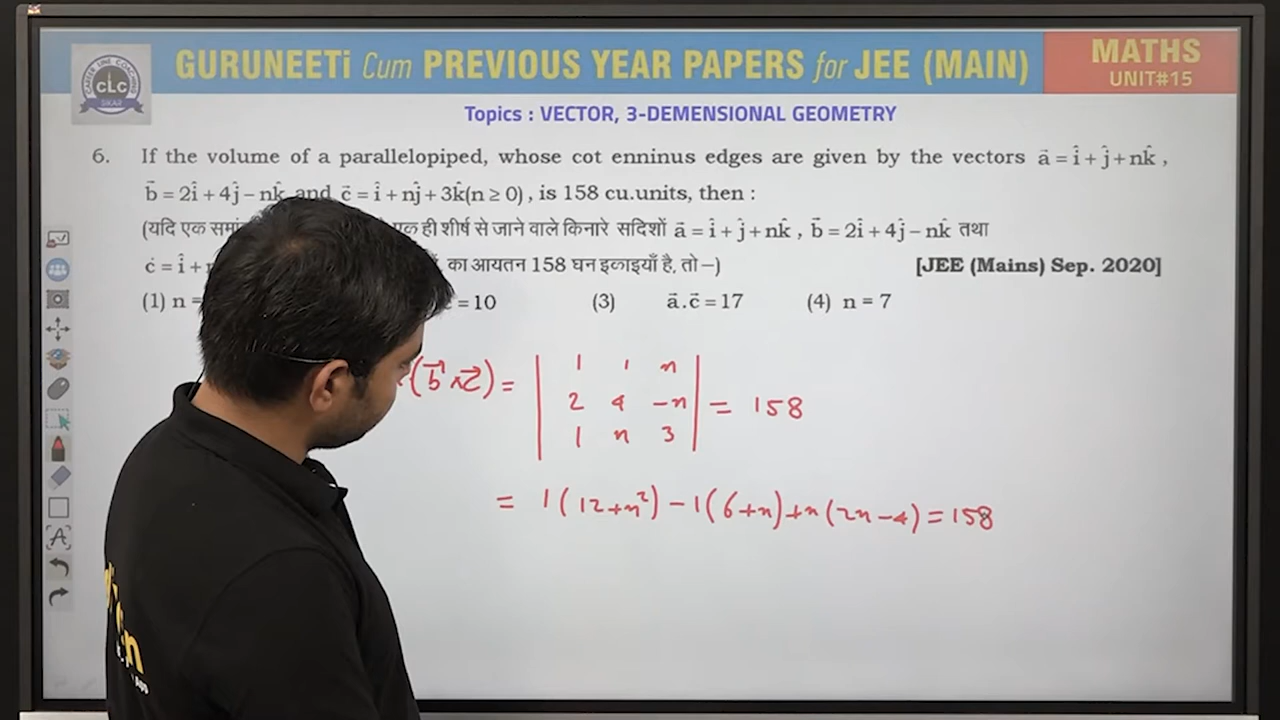 GURUNEETi Cum PREVIOUS YEAR PAPERS for JEE (MAIN)
MATHS
UNIT#15
CLC
SIKAR
Topics : VECTOR, 3-DEMENSIONAL GEOMETRY
6. If the volume of a parallelopiped, whose cot enninus edges are given by the vectors a⃗ = î + ĵ + nk̂ ,
b⃗ = 2î + 4ĵ – nk̂ and c⃗ = î + nĵ + 3k̂ (n ≥ 0) , is 158 cu.units, then :
(यदि एक एक ही शीर्ष से जाने वाले किनारे सदिशों a⃗ = î + ĵ + nk̂ , b⃗ = 2î + 4ĵ – nk̂ तथा
ċ = î + का आयतन 158 घन इकाइयाँ है, तो –)
[JEE (Mains) Sep. 2020]
(1) n = = 10 (3) a⃗.c⃗ = 17 (4) n = 7
(b⃗ × c⃗) = | 1 1 n |
| 2 4 -n | = 158
| 1 n 3 |
= 1(12+n²) - 1(6+n) + n(2n-4) = 158